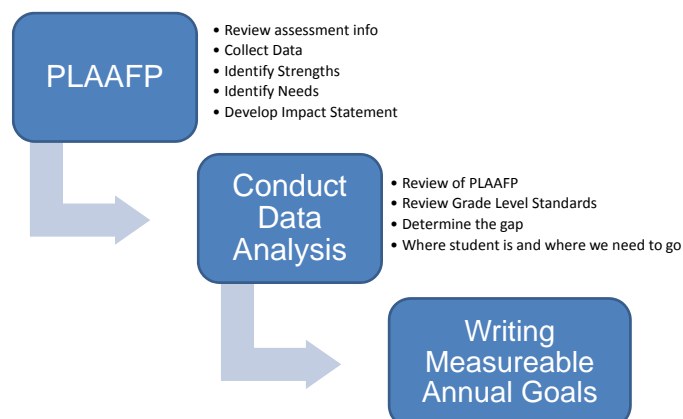 PLAAFP
• Review assessment info
• Collect Data
• Identify Strengths
• Identify Needs
• Develop Impact Statement
Conduct
Data
Analysis
• Review of PLAAFP
• Review Grade Level Standards
• Determine the gap
• Where student is and where we need to go
Writing
Measureable
Annual Goals